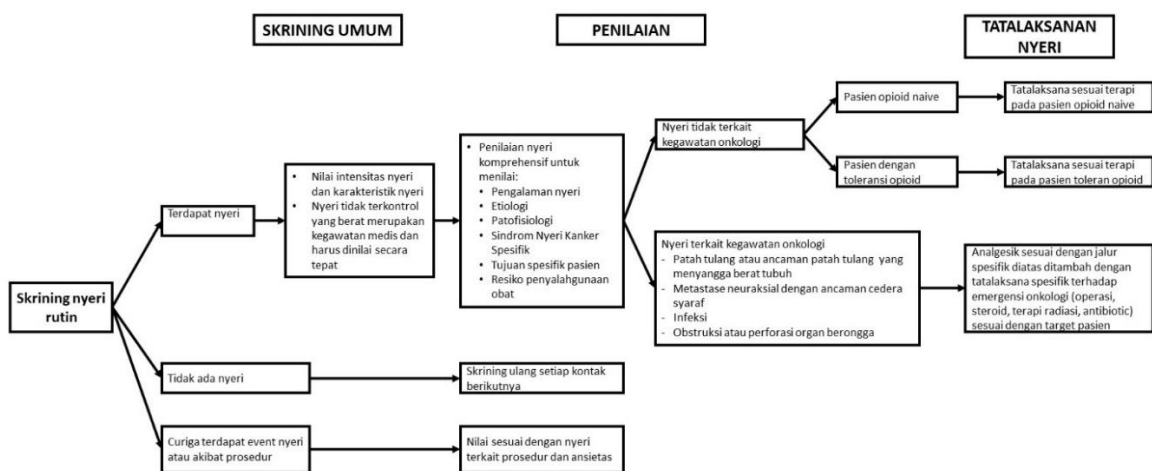 SKRINING UMUM
PENILAIAN
TATALAKSANAN
NYERI
Skrining nyeri
rutin
Terdapat nyeri
• Nilai intensitas nyeri
dan karakteristik nyeri
• Nyeri tidak terkontrol
yang berat merupakan
kegawatan medis dan
harus dinilai secara
tepat
• Penilaian nyeri
komprehensif untuk
menilai:
• Pengalaman nyeri
• Etiologi
• Patofisiologi
• Sindrom Nyeri Kanker
Spesifik
• Tujuan spesifik pasien
• Resiko penyalahgunaan
obat
Nyeri tidak terkait
kegawatan onkologi
Pasien opioid naive
Tatalaksana sesuai terapi
pada pasien opioid naive
Pasien dengan
toleransi opioid
Tatalaksana sesuai terapi
pada pasien toleran opioid
Nyeri terkait kegawatan onkologi
- Patah tulang atau ancaman patah tulang yang
menyangga berat tubuh
- Metastase neuraksial dengan ancaman cedera
syaraf
- Infeksi
- Obstruksi atau perforasi organ berongga
Analgesik sesuai dengan jalur
spesifik diatas ditambah dengan
tatalaksana spesifik terhadap
emergensi onkologi (operasi,
steroid, terapi radiasi, antibiotic)
sesuai dengan target pasien
Tidak ada nyeri
Skrining ulang setiap kontak
berikutnya
Curiga terdapat event nyeri
atau akibat prosedur
Nilai sesuai dengan nyeri
terkait prosedur dan ansietas